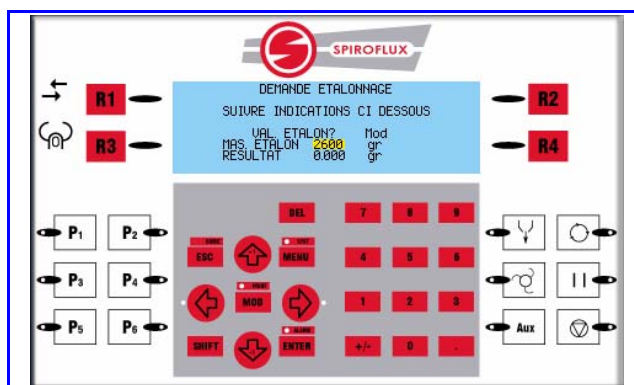 SPIROFLUX
DEMANDE ETALONNAGE
SUIVRE INDICATIONS CI DESSOUS
VAL. ETALON? Mod
MAS. ETALON 2600 gr
RESULTAT 0.000 gr
R1
R2
R3
R4
DEL 7 8 9
ESC MENU 4 5 6
MOD 1 2 3
SHIFT ENTER +/- 0 .
P1 P2
P3 P4
P5 P6
Aux